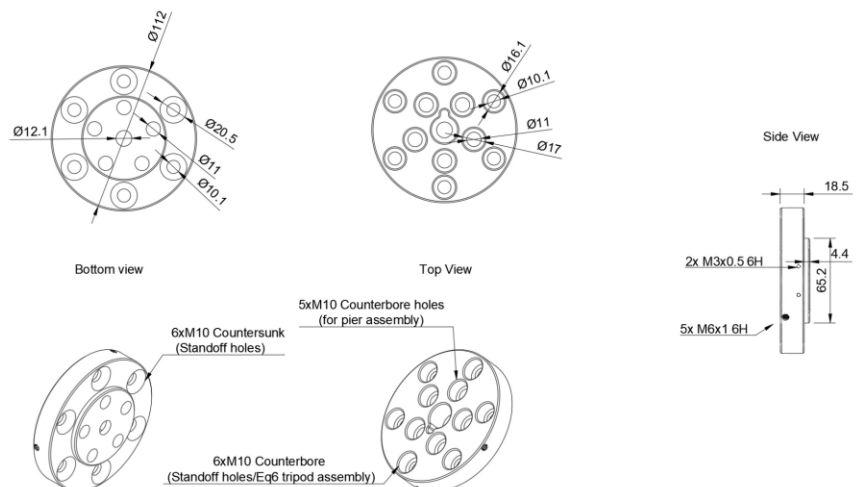 Ø112
Ø12.1
Ø20.5
Ø11
Ø10.1
Bottom view
Ø16.1
Ø10.1
Ø11
Ø17
Top View
Side View
18.5
4.4
65.2
2x M3x0.5 6H
5x M6x1 6H
6xM10 Countersunk
(Standoff holes)
5xM10 Counterbore holes
(for pier assembly)
6xM10 Counterbore
(Standoff holes/Eq6 tripod assembly)